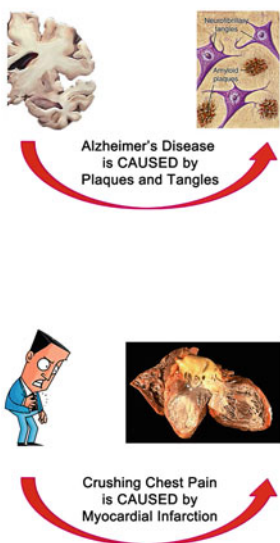 Neurofibrillary
tangles
Amyloid
plaques
Alzheimer's Disease
is CAUSED by
Plaques and Tangles
Crushing Chest Pain
is CAUSED by
Myocardial Infarction